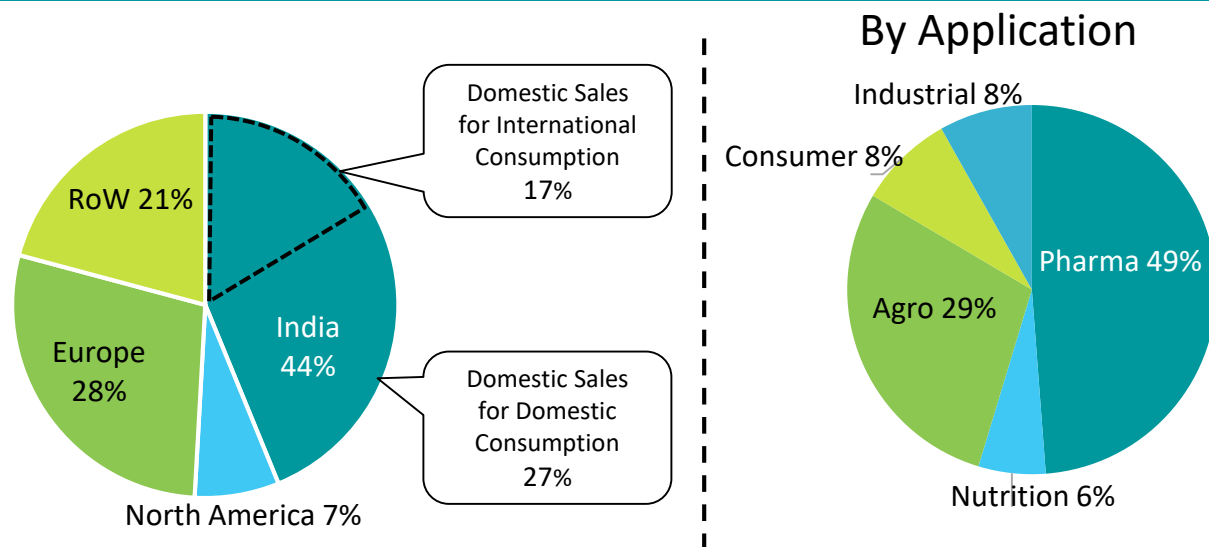 By Application
Domestic Sales
for International
Consumption
17%
RoW 21%
India
44%
Europe
28%
Domestic Sales
for Domestic
Consumption
27%
North America 7%
Industrial 8%
Consumer 8%
Pharma 49%
Agro 29%
Nutrition 6%